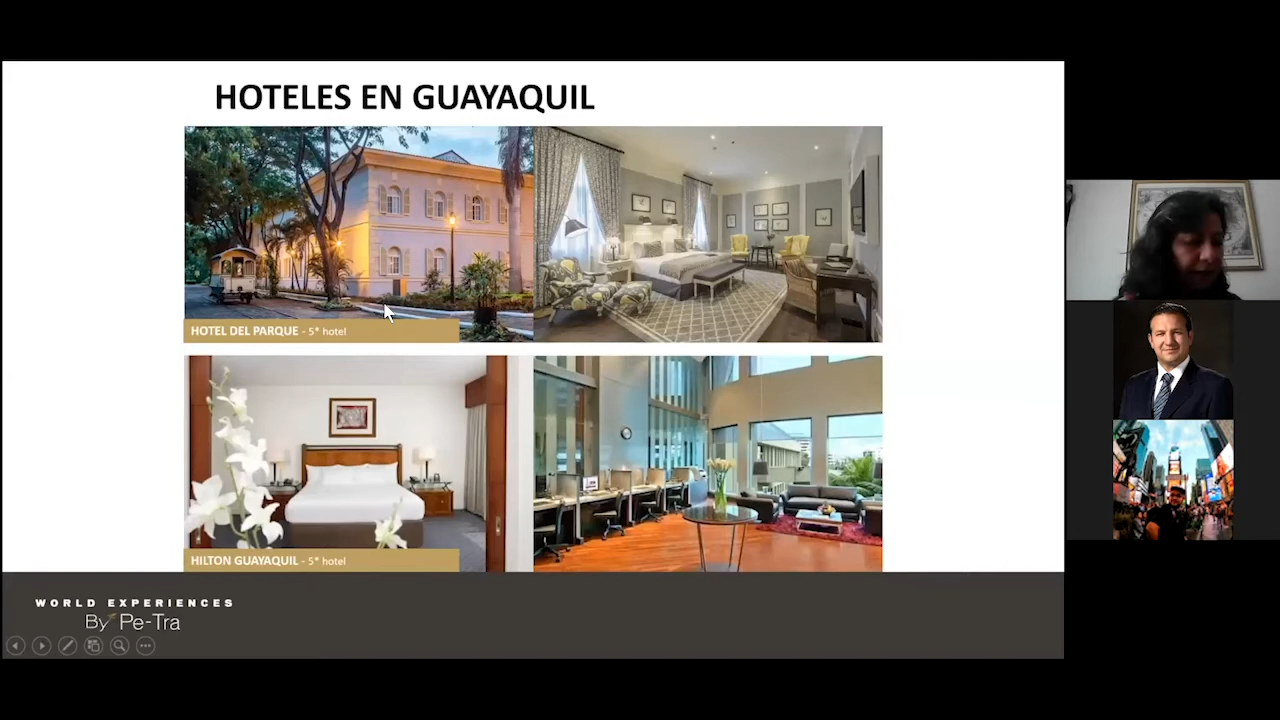 HOTELES EN GUAYAQUIL
HOTEL DEL PARQUE - 5* hotel
HILTON GUAYAQUIL - 5* hotel
WORLD EXPERIENCES
By Pe-Tra